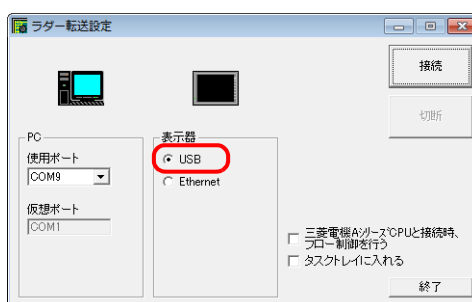 ラダー転送設定
接続
切断
PC
使用ポート
COM9
仮想ポート
COM1
表示器
USB
Ethernet
三菱電機Aシリーズ CPUと接続時、
フロー制御を行う
タスクトレイに入れる
終了